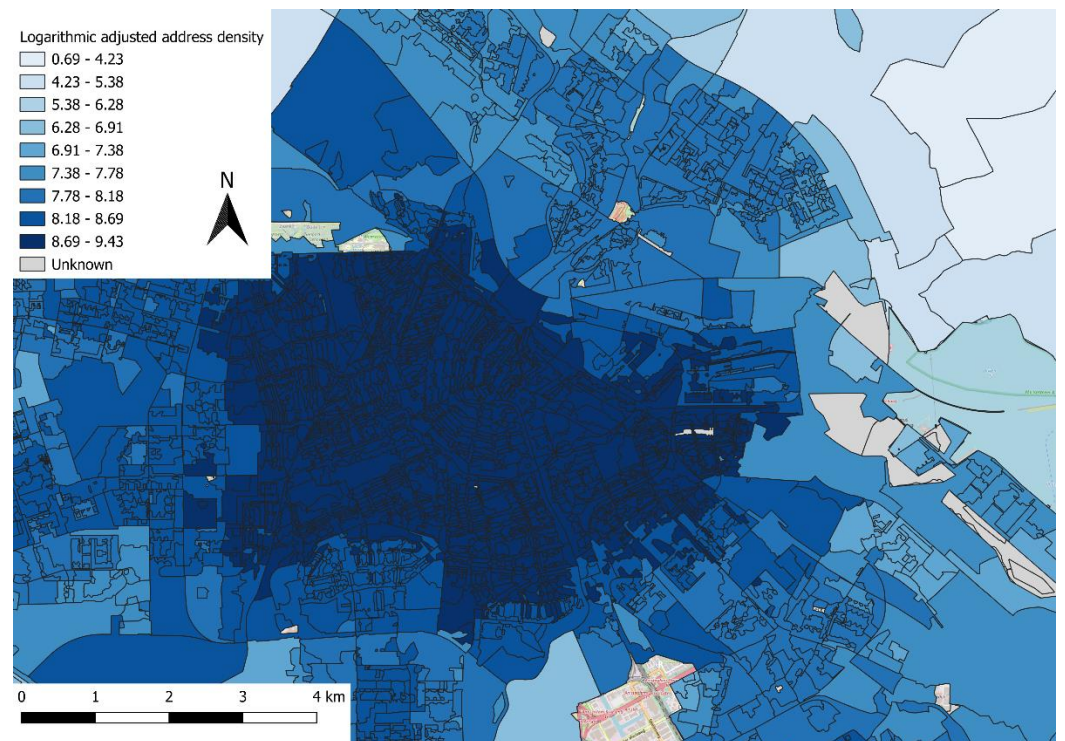 Logarithmic adjusted address density
0.69 - 4.23
4.23 - 5.38
5.38 - 6.28
6.28 - 6.91
6.91 - 7.38
7.38 - 7.78
7.78 - 8.18
8.18 - 8.69
8.69 - 9.43
Unknown
N
0 1 2 3 4 km